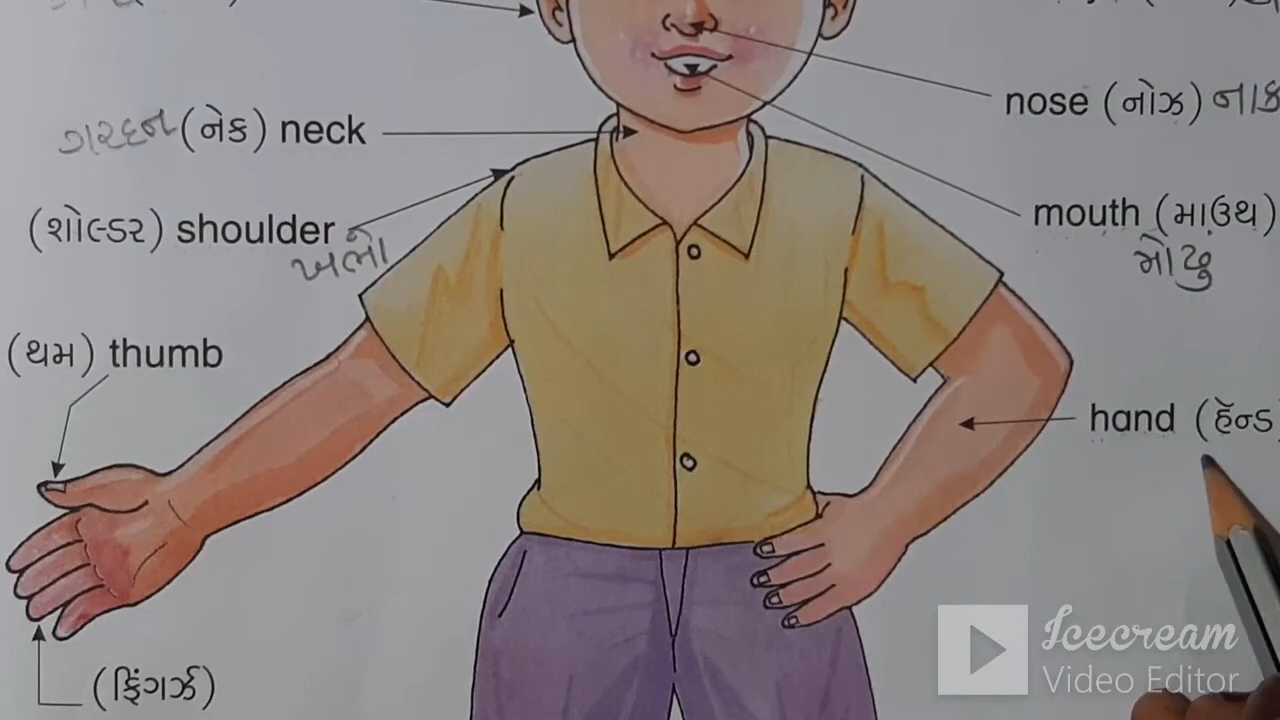 nose (નોઝ) નાક
ગરદન (નેક) neck
mouth (માઉથ)
મોઢુ
(શોલ્ડર) shoulder
ખભો
(થમ) thumb
hand (હૅન્ડ)
(ફિંગર્ઝ)
Icecream
Video Editor